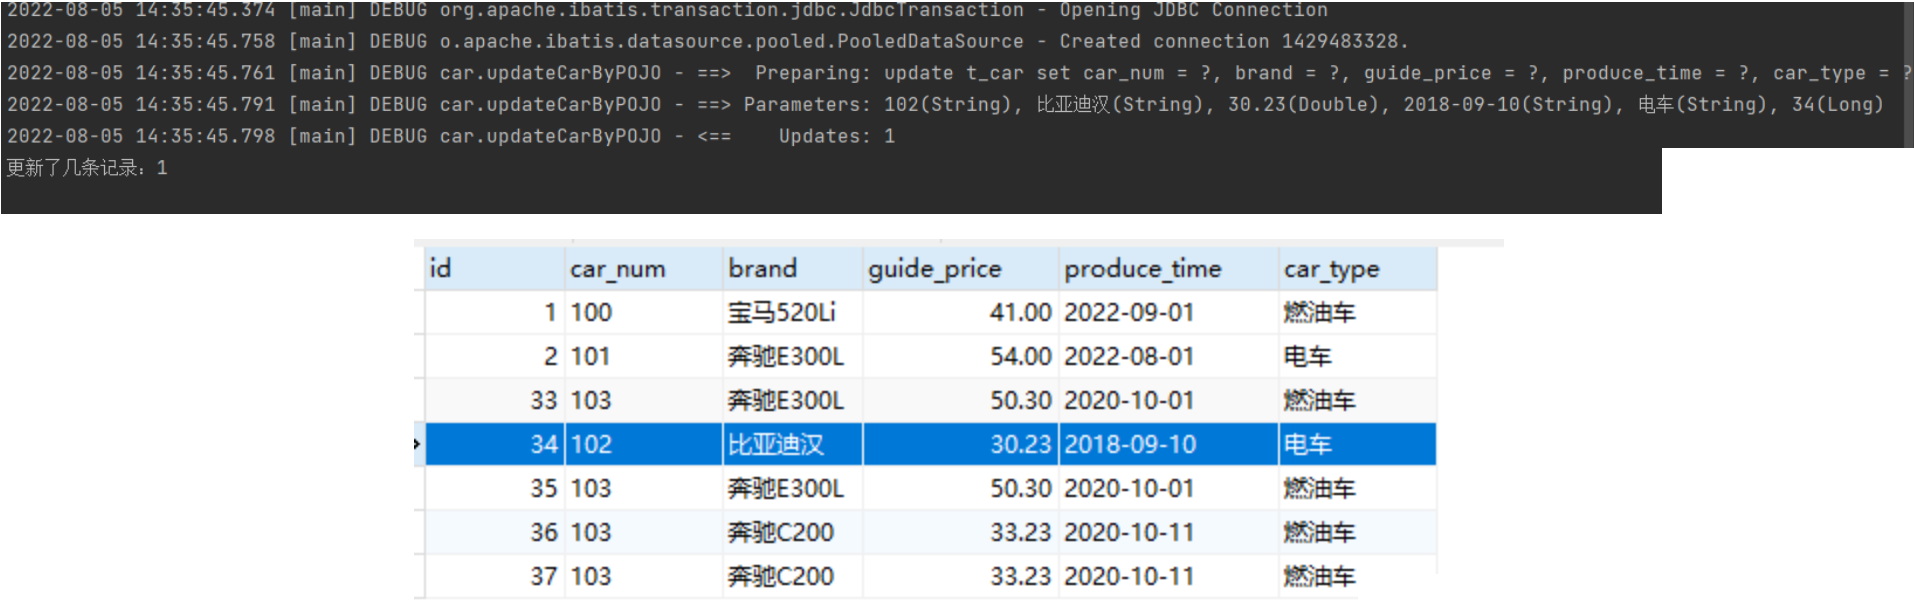 2022-08-05 14:35:45.374 [main] DEBUG org.apache.ibatis.transaction.jdbc.JdbcTransaction - Opening JDBC Connection
2022-08-05 14:35:45.758 [main] DEBUG o.apache.ibatis.datasource.pooled.PooledDataSource - Created connection 1429483328.
2022-08-05 14:35:45.761 [main] DEBUG car.updateCarByPOJO - ==>  Preparing: update t_car set car_num = ?, brand = ?, guide_price = ?, produce_time = ?, car_type = ?
2022-08-05 14:35:45.791 [main] DEBUG car.updateCarByPOJO - ==> Parameters: 102(String), 比亚迪汉(String), 30.23(Double), 2018-09-10(String), 电车(String), 34(Long)
2022-08-05 14:35:45.798 [main] DEBUG car.updateCarByPOJO - <==    Updates: 1
更新了几条记录：1
id car_num brand guide_price produce_time car_type
1 100 宝马520Li 41.00 2022-09-01 燃油车
2 101 奔驰E300L 54.00 2022-08-01 电车
33 103 奔驰E300L 50.30 2020-10-01 燃油车
34 102 比亚迪汉 30.23 2018-09-10 电车
35 103 奔驰E300L 50.30 2020-10-01 燃油车
36 103 奔驰C200 33.23 2020-10-11 燃油车
37 103 奔驰C200 33.23 2020-10-11 燃油车